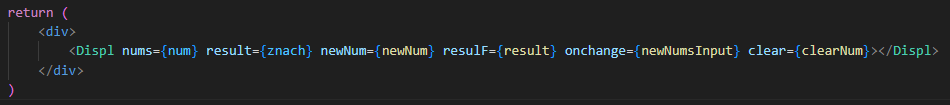 return (
<div>
<Displ nums={num} result={znach} newNum={newNum} resulF={result} onchange={newNumsInput} clear={clearNum}></Displ>
</div>
)